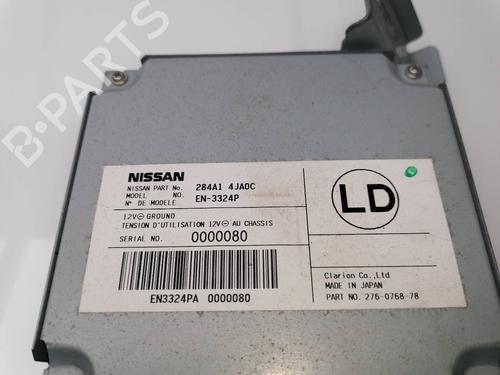 B-PARTS
NISSAN
NISSAN PART No. 284A1 4JA0C
MODEL NO. EN-3324P
N° DE MODELE
12V⊖ GROUND
TENSION D'UTILISATION 12V⊖ AU CHASSIS
SERIAL NO. 0000080
EN3324PA 0000080
LD
Clarion Co.,Ltd
MADE IN JAPAN
PART NO. 276-0768-78